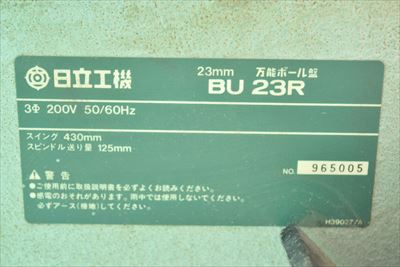 日立工機
23mm 万能ボール盤
BU 23R
3Φ 200V 50/60Hz
スイング 430mm
スピンドル送り量 125mm
NO. 965005
⚠ 警告
●ご使用前に取扱説明書を必ずよくお読みください。
●感電のおそれがあります。雨中では使用しないでください。
必ずアース(接地)してください。